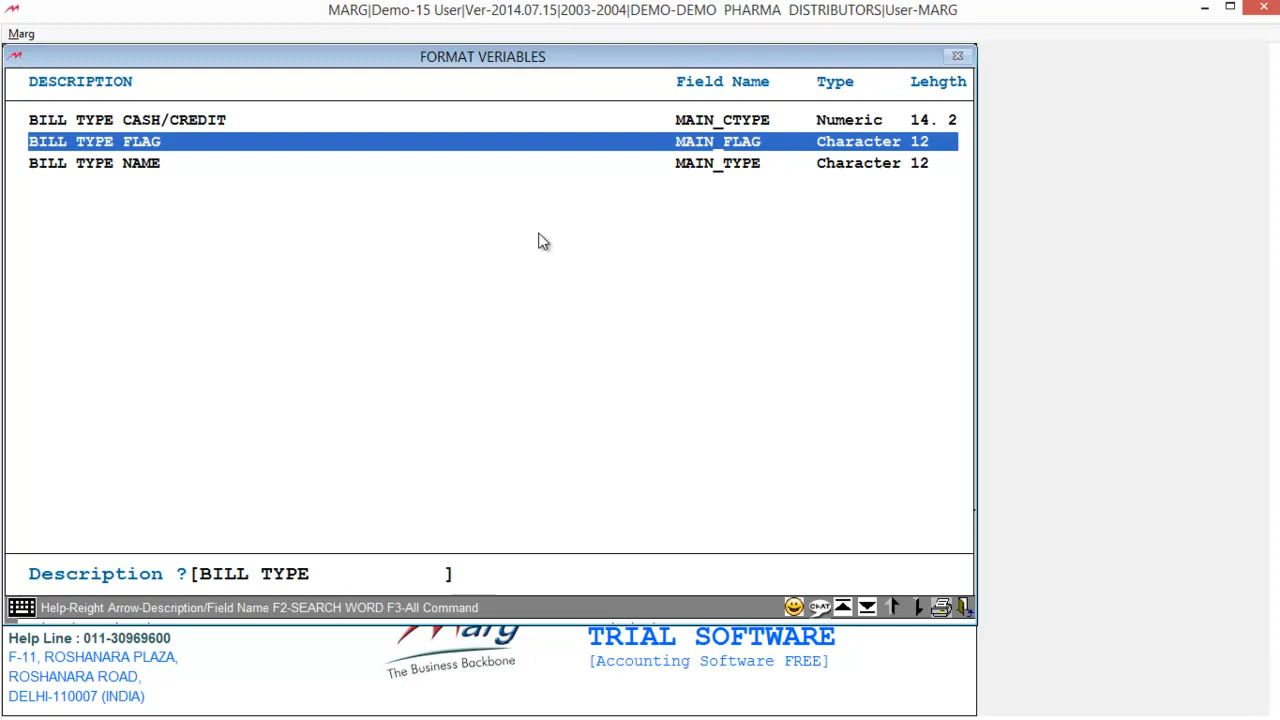 MARG|Demo-15 User|Ver-2014.07.15|2003-2004|DEMO-DEMO PHARMA DISTRIBUTORS|User-MARG
Marg
FORMAT VERIABLES
DESCRIPTION Field Name Type Lehgth
BILL TYPE CASH/CREDIT MAIN_CTYPE Numeric 14. 2
BILL TYPE FLAG MAIN_FLAG Character 12
BILL TYPE NAME MAIN_TYPE Character 12
Description ?[BILL TYPE ]
Help-Reight Arrow-Description/Field Name F2-SEARCH WORD F3-All Command
CHAT
Help Line : 011-30969600
F-11, ROSHANARA PLAZA,
ROSHANARA ROAD,
DELHI-110007 (INDIA)
Marg
The Business Backbone
TRIAL SOFTWARE
[Accounting Software FREE]